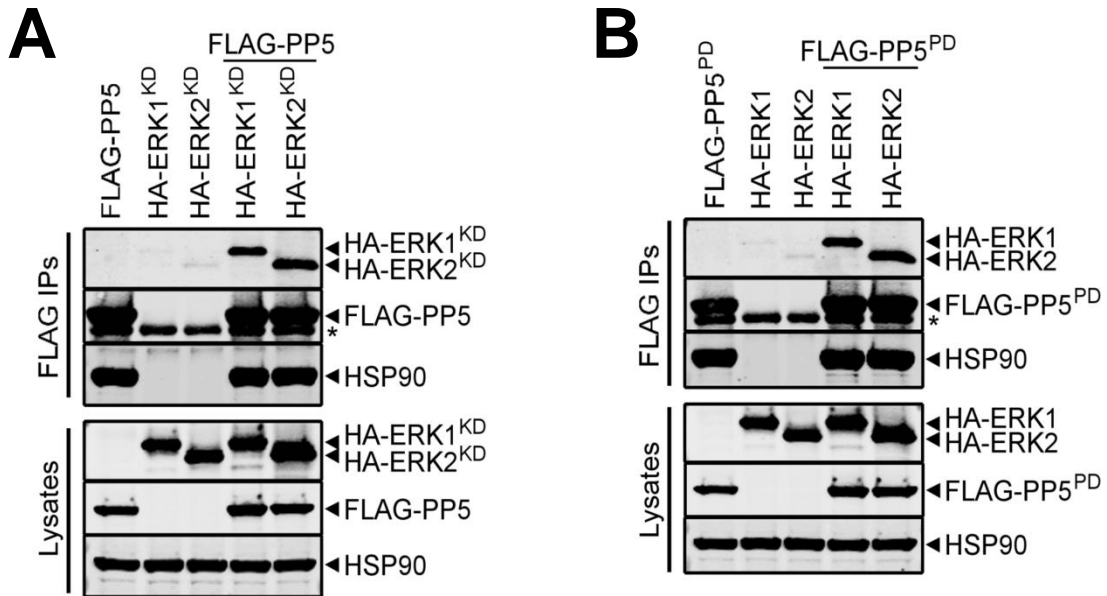 A
FLAG-PP5
FLAG-PP5
HA-ERK1KD
HA-ERK2KD
HA-ERK1KD
HA-ERK2KD
FLAG IPs
HA-ERK1KD
HA-ERK2KD
FLAG-PP5
*
HSP90
Lysates
HA-ERK1KD
HA-ERK2KD
FLAG-PP5
HSP90
B
FLAG-PP5PD
FLAG-PP5PD
HA-ERK1
HA-ERK2
HA-ERK1
HA-ERK2
FLAG IPs
HA-ERK1
HA-ERK2
FLAG-PP5PD
*
HSP90
Lysates
HA-ERK1
HA-ERK2
FLAG-PP5PD
HSP90